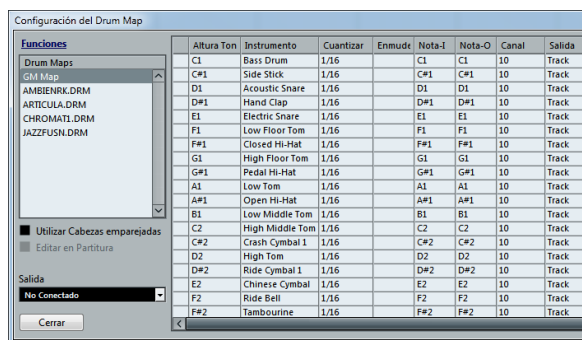 Configuración del Drum Map
Funciones
Drum Maps
GM Map
AMBIENRK.DRM
ARTICULA.DRM
CHROMAT1.DRM
JAZZFUSN.DRM
Utilizar Cabezas emparejadas
Editar en Partitura
Salida
No Conectado
Cerrar
Altura Ton Instrumento Cuantizar Enmude Nota-I Nota-O Canal Salida
C1 Bass Drum 1/16 C1 C1 10 Track
C#1 Side Stick 1/16 C#1 C#1 10 Track
D1 Acoustic Snare 1/16 D1 D1 10 Track
D#1 Hand Clap 1/16 D#1 D#1 10 Track
E1 Electric Snare 1/16 E1 E1 10 Track
F1 Low Floor Tom 1/16 F1 F1 10 Track
F#1 Closed Hi-Hat 1/16 F#1 F#1 10 Track
G1 High Floor Tom 1/16 G1 G1 10 Track
G#1 Pedal Hi-Hat 1/16 G#1 G#1 10 Track
A1 Low Tom 1/16 A1 A1 10 Track
A#1 Open Hi-Hat 1/16 A#1 A#1 10 Track
B1 Low Middle Tom 1/16 B1 B1 10 Track
C2 High Middle Tom 1/16 C2 C2 10 Track
C#2 Crash Cymbal 1/16 C#2 C#2 10 Track
D2 High Tom 1/16 D2 D2 10 Track
D#2 Ride Cymbal 1 1/16 D#2 D#2 10 Track
E2 Chinese Cymbal 1/16 E2 E2 10 Track
F2 Ride Bell 1/16 F2 F2 10 Track
F#2 Tambourine 1/16 F#2 F#2 10 Track